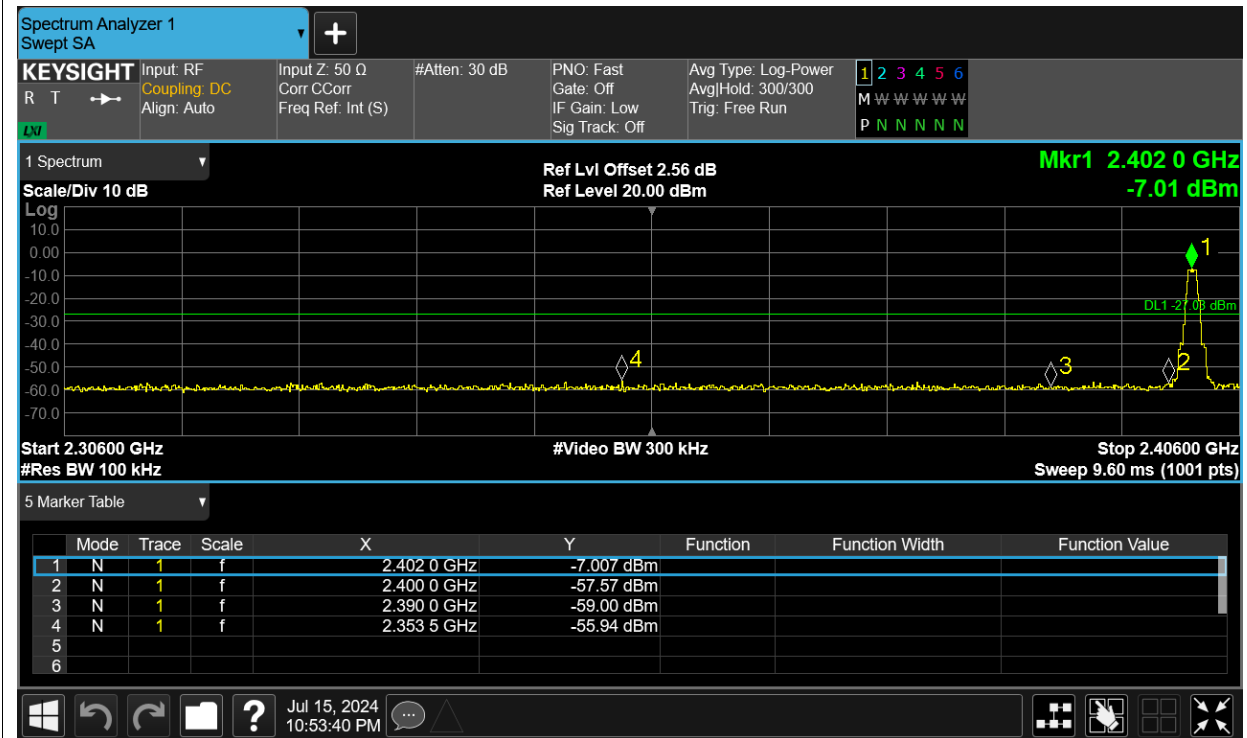 Spectrum Analyzer 1
Swept SA
KEYSIGHT Input: RF Input Z: 50 Ω #Atten: 30 dB PNO: Fast Avg Type: Log-Power 1 2 3 4 5 6
R T Coupling: DC Corr CCorr Gate: Off Avg|Hold: 300/300 M W W W W W
Align: Auto Freq Ref: Int (S) IF Gain: Low Trig: Free Run
LXI Sig Track: Off P N N N N N
1 Spectrum
Ref Lvl Offset 2.56 dB Mkr1 2.402 0 GHz
Scale/Div 10 dB Ref Level 20.00 dBm -7.01 dBm
Log
10.0
0.00
-10.0
-20.0
-30.0
-40.0
-50.0
-60.0
-70.0
1
DL1 -27.03 dBm
4
3
2
Start 2.30600 GHz #Video BW 300 kHz Stop 2.40600 GHz
#Res BW 100 kHz Sweep 9.60 ms (1001 pts)
5 Marker Table
Mode Trace Scale X Y Function Function Width Function Value
1 N 1 f 2.402 0 GHz -7.007 dBm
2 N 1 f 2.400 0 GHz -57.57 dBm
3 N 1 f 2.390 0 GHz -59.00 dBm
4 N 1 f 2.353 5 GHz -55.94 dBm
5
6
? Jul 15, 2024
10:53:40 PM